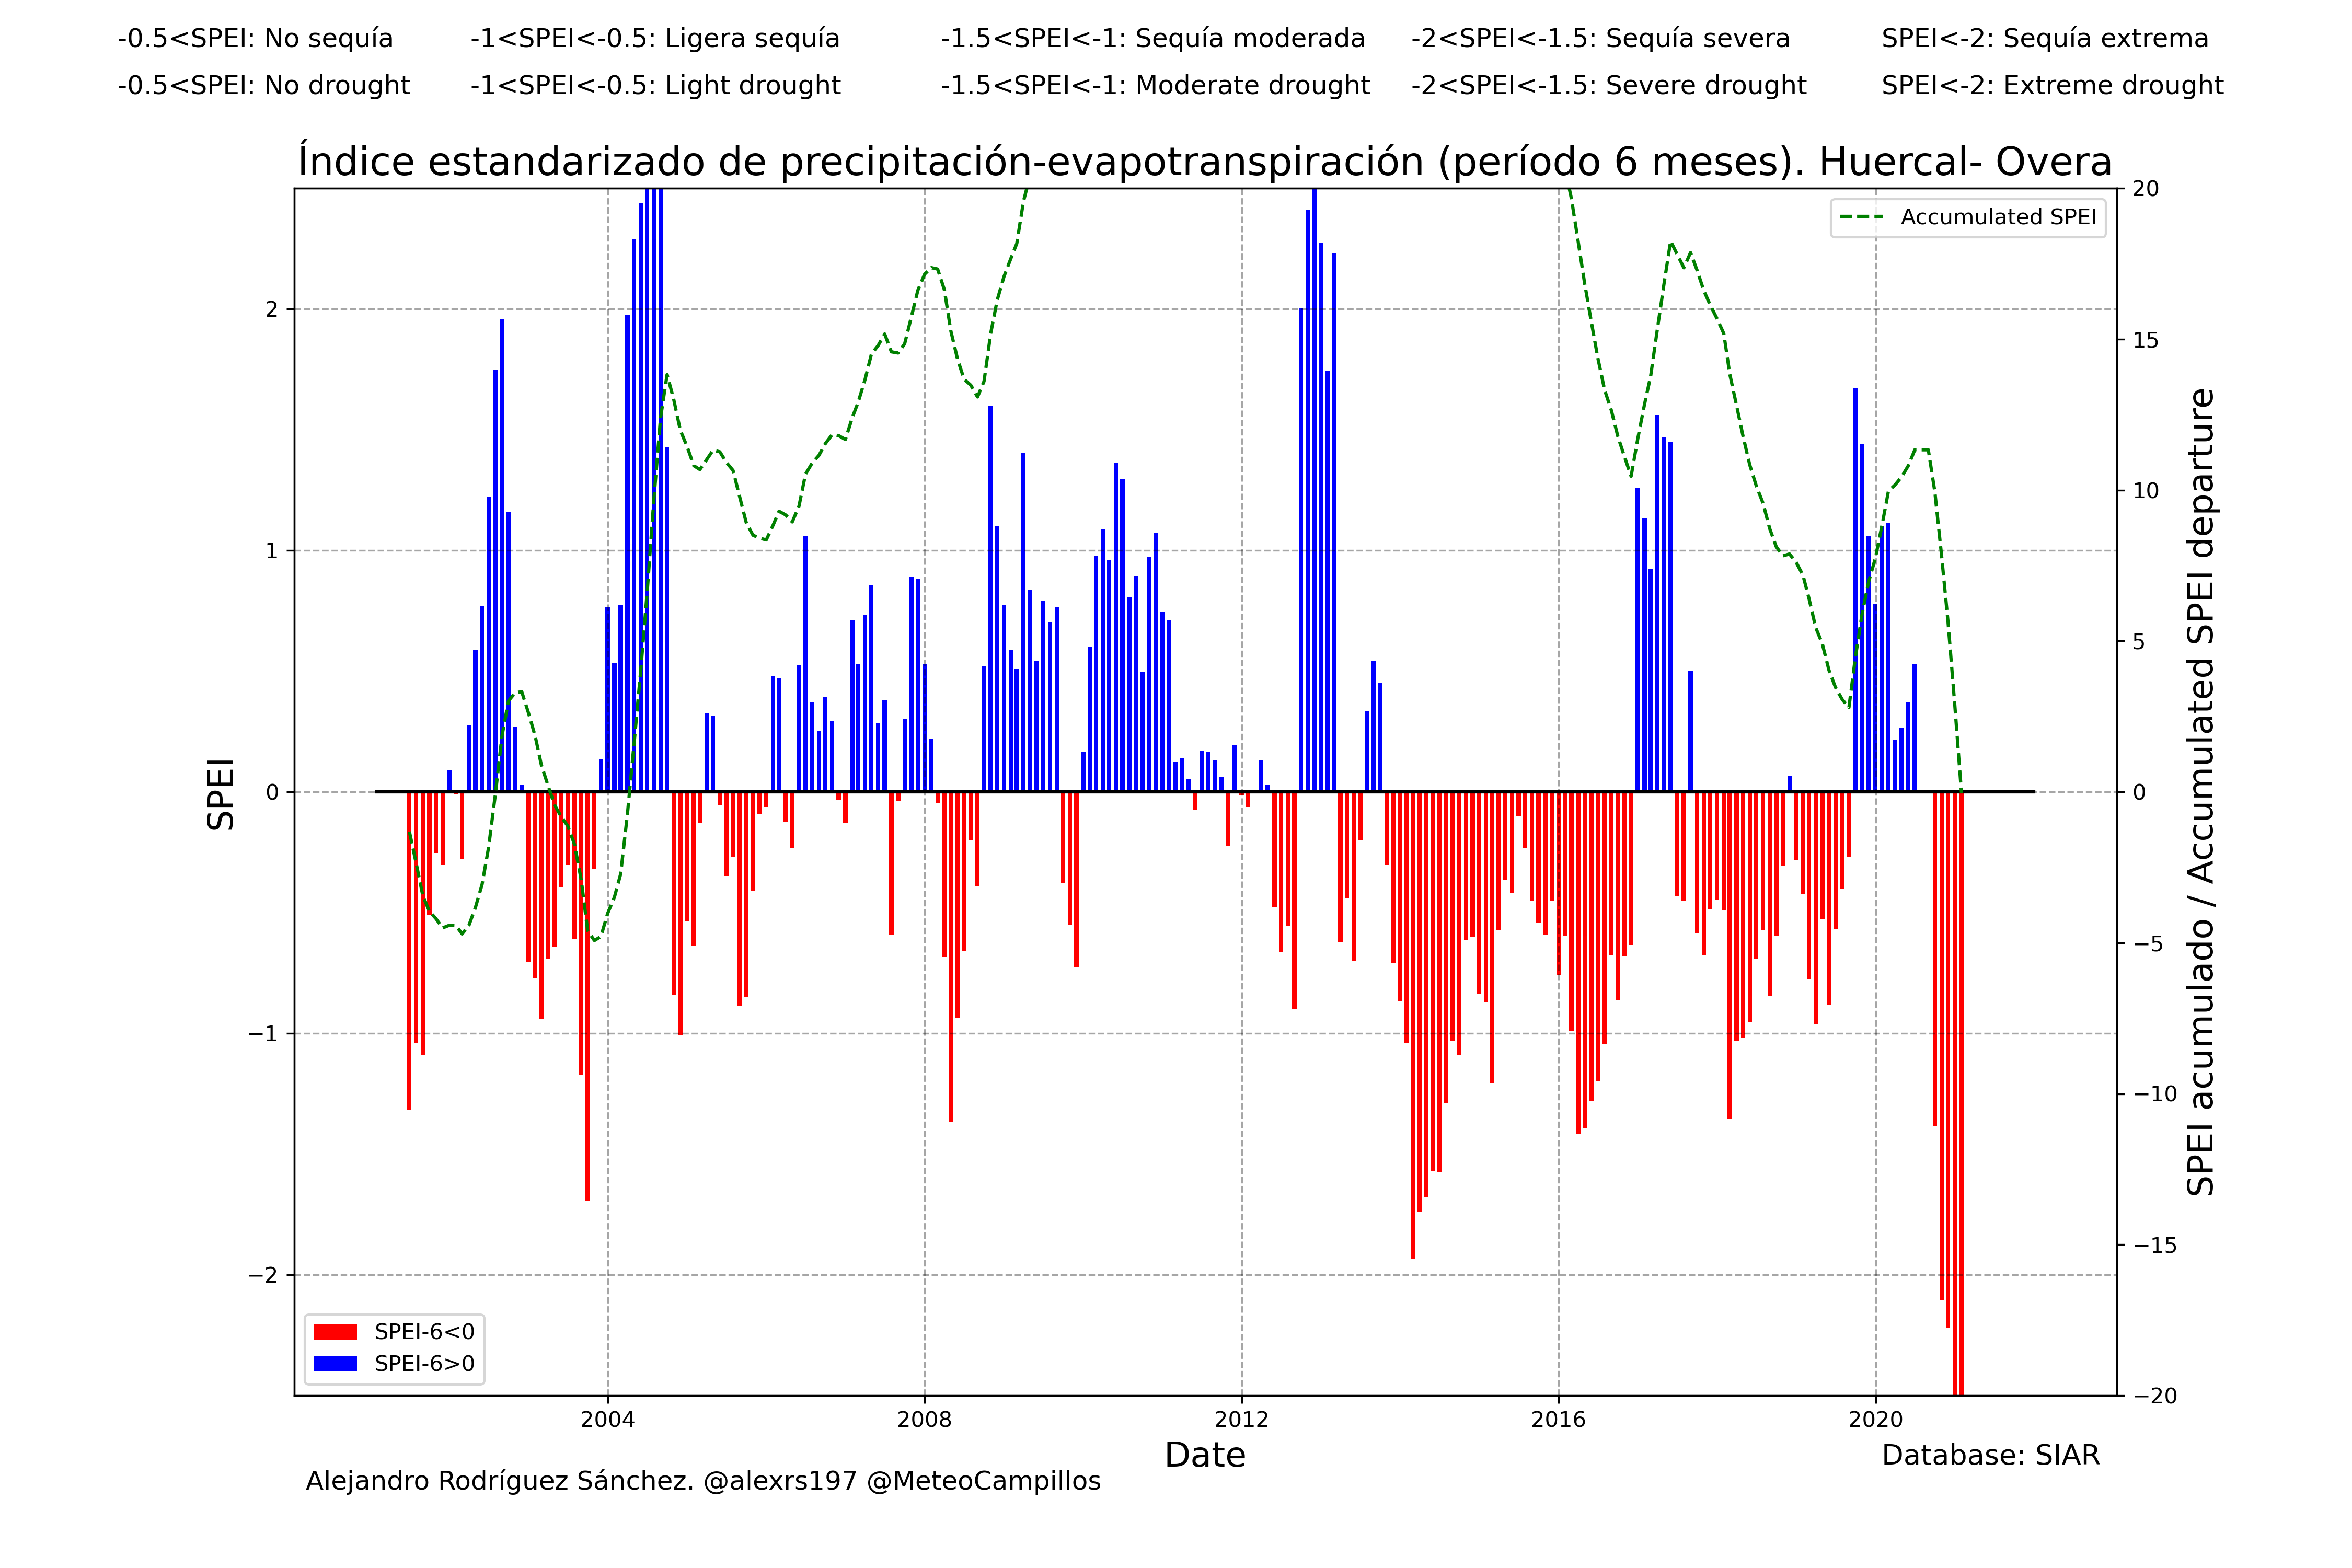 -0.5<SPEI: No sequía -1<SPEI<-0.5: Ligera sequía -1.5<SPEI<-1: Sequía moderada -2<SPEI<-1.5: Sequía severa SPEI<-2: Sequía extrema
-0.5<SPEI: No drought -1<SPEI<-0.5: Light drought -1.5<SPEI<-1: Moderate drought -2<SPEI<-1.5: Severe drought SPEI<-2: Extreme drought
Índice estandarizado de precipitación-evapotranspiración (período 6 meses). Huercal- Overa
Accumulated SPEI
SPEI
2
1
0
−1
−2
20
15
10
5
0
−5
−10
−15
−20
SPEI acumulado / Accumulated SPEI departure
SPEI-6<0
SPEI-6>0
2004 2008 2012 2016 2020
Date
Database: SIAR
Alejandro Rodríguez Sánchez. @alexrs197 @MeteoCampillos